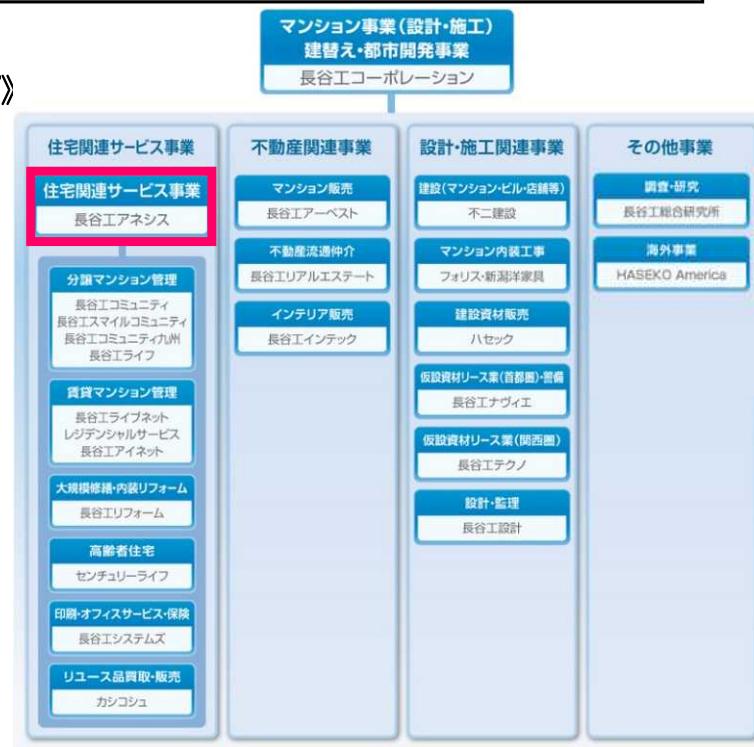 マンション事業(設計・施工)
建替え・都市開発事業
長谷工コーポレーション
》
住宅関連サービス事業
住宅関連サービス事業
長谷工アネシス
分譲マンション管理
長谷工コミュニティ
長谷工スマイルコミュニティ
長谷工コミュニティ九州
長谷工ライフ
賃貸マンション管理
長谷工ライブネット
レジデンシャルサービス
長谷工アイネット
大規模修繕・内装リフォーム
長谷工リフォーム
高齢者住宅
センチュリーライフ
印刷・オフィスサービス・保険
長谷工システムズ
リユース品買取・販売
カシコシュ
不動産関連事業
マンション販売
長谷工アーベスト
不動産流通仲介
長谷工リアルエステート
インテリア販売
長谷工インテック
設計・施工関連事業
建設(マンション・ビル・店舗等)
不二建設
マンション内装工事
フォリス・新潟洋家具
建設資材販売
ハセック
仮設資材リース業(首都圏)・警備
長谷工ナヴィエ
仮設資材リース業(関西圏)
長谷工テクノ
設計・監理
長谷工設計
その他事業
調査・研究
長谷工総合研究所
海外事業
HASEKO America